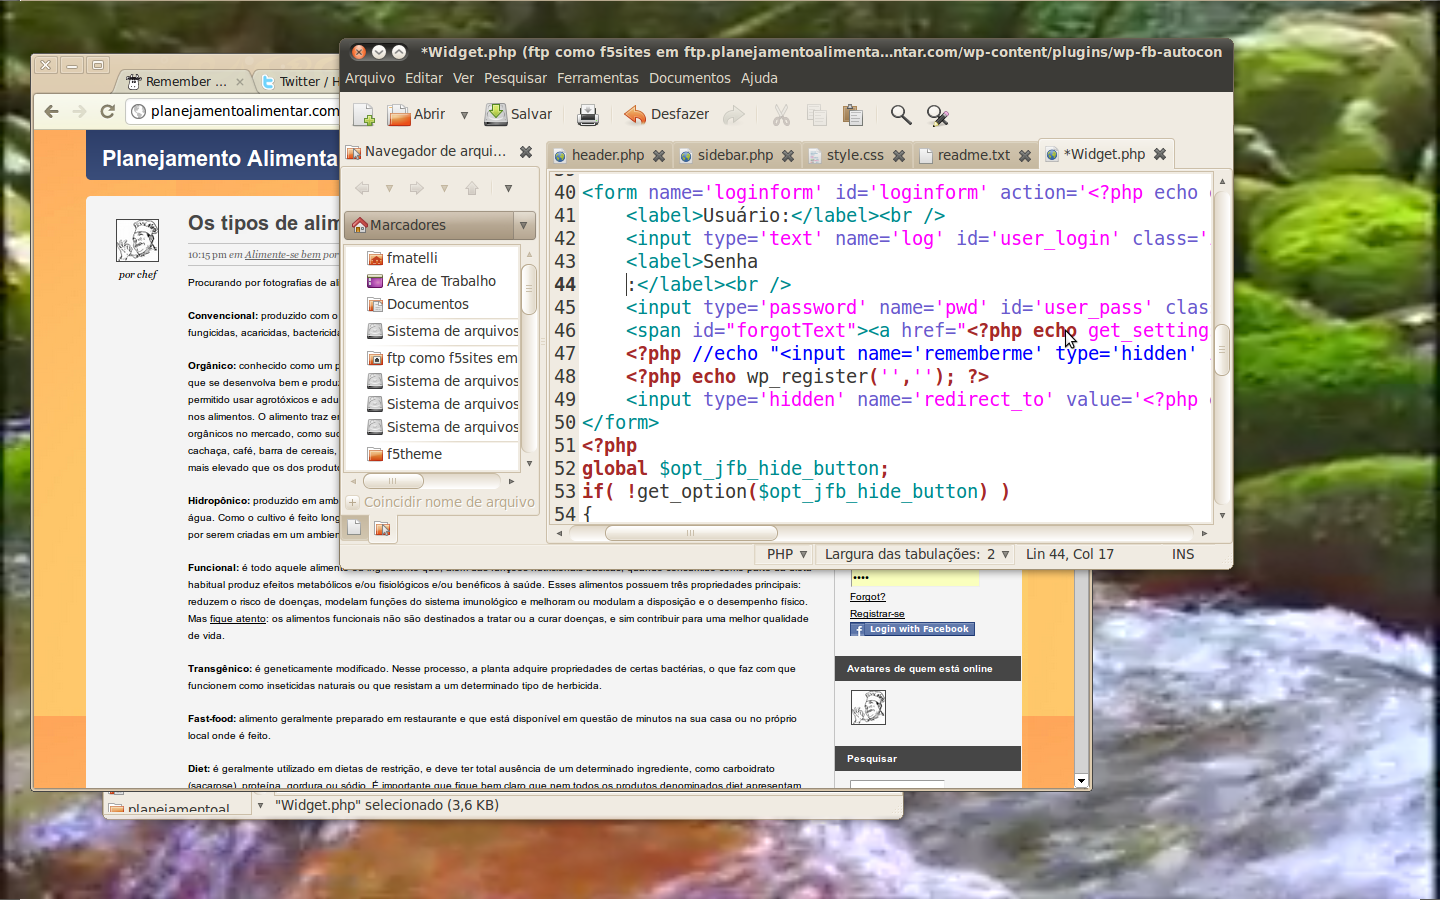 *Widget.php (ftp como f5sites em ftp.planejamentoalimenta...ntar.com/wp-content/plugins/wp-fb-autocon
Arquivo Editar Ver Pesquisar Ferramentas Documentos Ajuda
Abrir Salvar Desfazer
Navegador de arqui...
header.php sidebar.php style.css readme.txt *Widget.php
Marcadores
fmatelli
Área de Trabalho
Documentos
Sistema de arquivos
ftp como f5sites em
Sistema de arquivos
Sistema de arquivos
Sistema de arquivos
f5theme
Coincidir nome de arquivo
40 <form name='loginform' id='loginform' action='<?php echo
41 <label>Usuário:</label><br />
42 <input type='text' name='log' id='user_login' class='
43 <label>Senha
44 :</label><br />
45 <input type='password' name='pwd' id='user_pass' clas
46 <span id="forgotText"><a href="<?php echo get_setting
47 <?php //echo "<input name='rememberme' type='hidden'
48 <?php echo wp_register('',''); ?>
49 <input type='hidden' name='redirect_to' value='<?php
50 </form>
51 <?php
52 global $opt_jfb_hide_button;
53 if( !get_option($opt_jfb_hide_button) )
54 {
PHP Largura das tabulações: 2 Lin 44, Col 17 INS
Remember ... Twitter / H
planejamentoalimentar.com
Planejamento Alimenta
Os tipos de alim
10:15 pm em Alimente-se bem por
por chef
Procurando por fotografias de ali
Convencional: produzido com o
fungicidas, acaricidas, bactericida
Orgânico: conhecido como um p
que se desenvolva bem e produz
permitido usar agrotóxicos e adu
nos alimentos. O alimento traz em
orgânicos no mercado, como suc
cachaça, café, barra de cereais,
mais elevado que os dos produto
Hidropônico: produzido em amb
água. Como o cultivo é feito long
por serem criadas em um ambien
Funcional: é todo aquele
habitual produz efeitos metabólicos e/ou fisiológicos e/ou benéficos à saúde. Esses alimentos possuem três propriedades principais:
reduzem o risco de doenças, modelam funções do sistema imunológico e melhoram ou modulam a disposição e o desempenho físico.
Mas fique atento: os alimentos funcionais não são destinados a tratar ou a curar doenças, e sim contribuir para uma melhor qualidade
de vida.
Transgênico: é geneticamente modificado. Nesse processo, a planta adquire propriedades de certas bactérias, o que faz com que
funcionem como inseticidas naturais ou que resistam a um determinado tipo de herbicida.
Fast-food: alimento geralmente preparado em restaurante e que está disponível em questão de minutos na sua casa ou no próprio
local onde é feito.
Diet: é geralmente utilizado em dietas de restrição, e deve ter total ausência de um determinado ingrediente, como carboidrato
(sacarose), proteína, gordura ou sódio. É importante que fique bem claro que nem todos os produtos denominados diet apresentam
Forgot?
Registrar-se
Login with Facebook
Avatares de quem está online
Pesquisar
planejamentoal
"Widget.php" selecionado (3,6 KB)